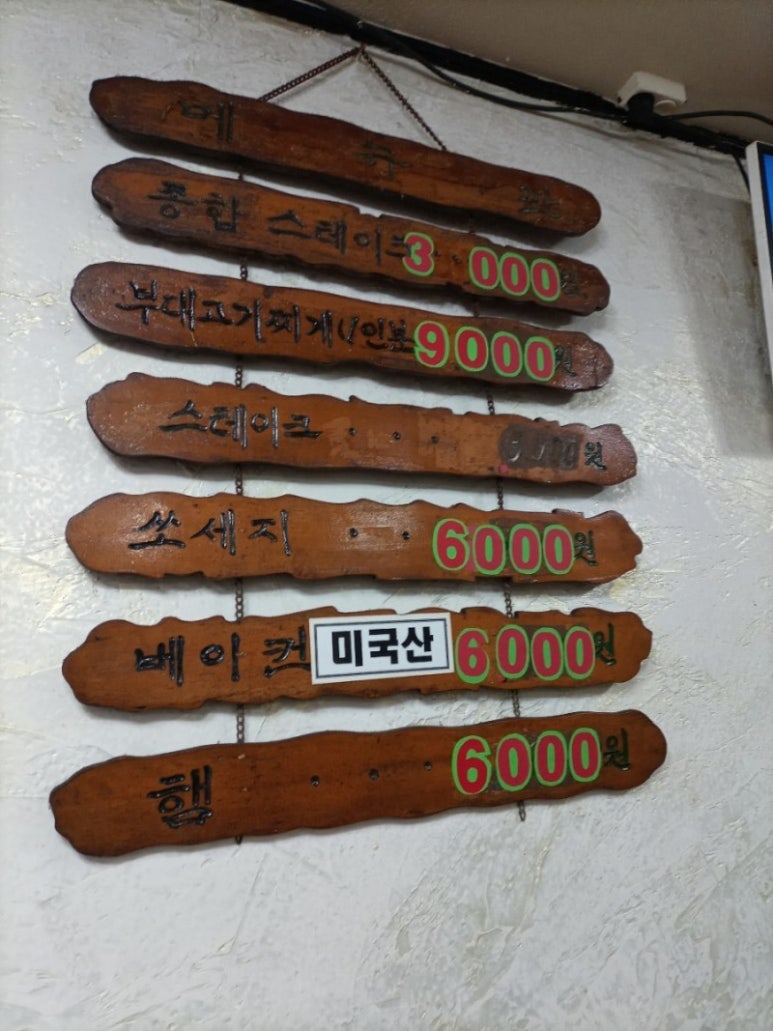 메뉴판
종합 스테이크 3 000원
부대고기찌개(1인분 9000원
스테이크 . . . 원
쏘세지 . . 6000원
베이컨 미국산 6000원
햄 . . . 6000원